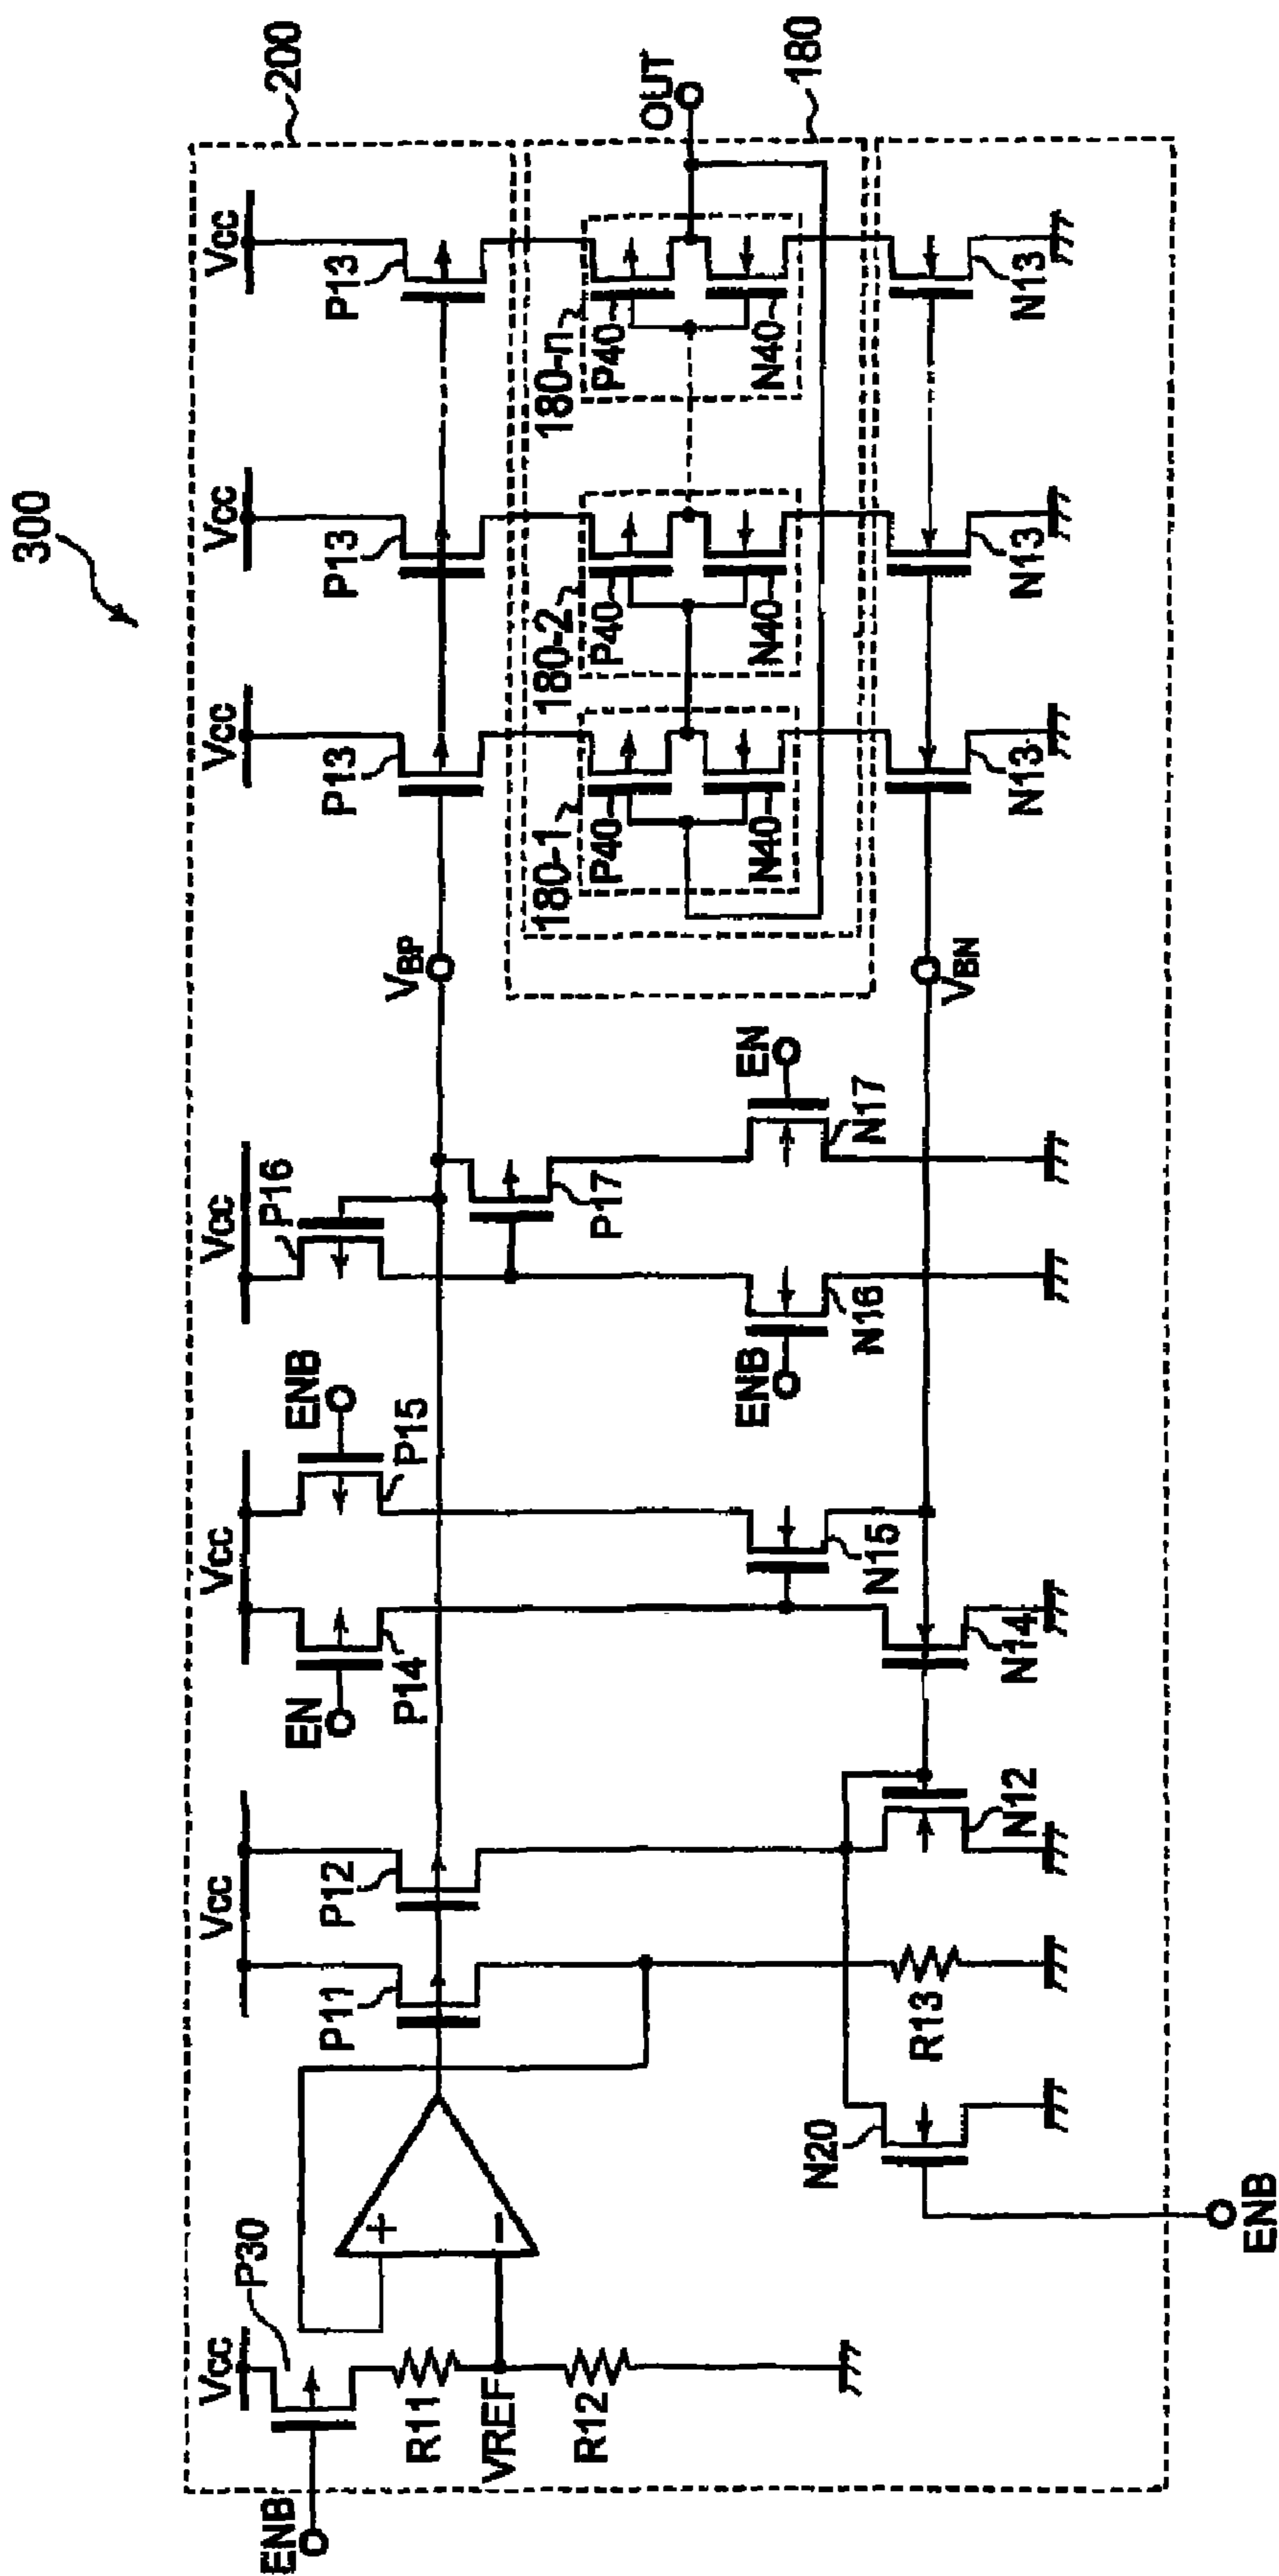 300
200
VCC
VCC
VCC
VCC
VCC
VCC
VCC
P30
ENB
R11
VREF
R12
+
−
P11
P12
R13
N20
ENB
N12
EN
P14
ENB
P15
N15
N14
P16
P17
ENB
N16
EN
N17
VBP
VBN
P13
P13
P13
180-1
P40
N40
180-2
P40
N40
180-n
P40
N40
N13
N13
N13
OUT
180